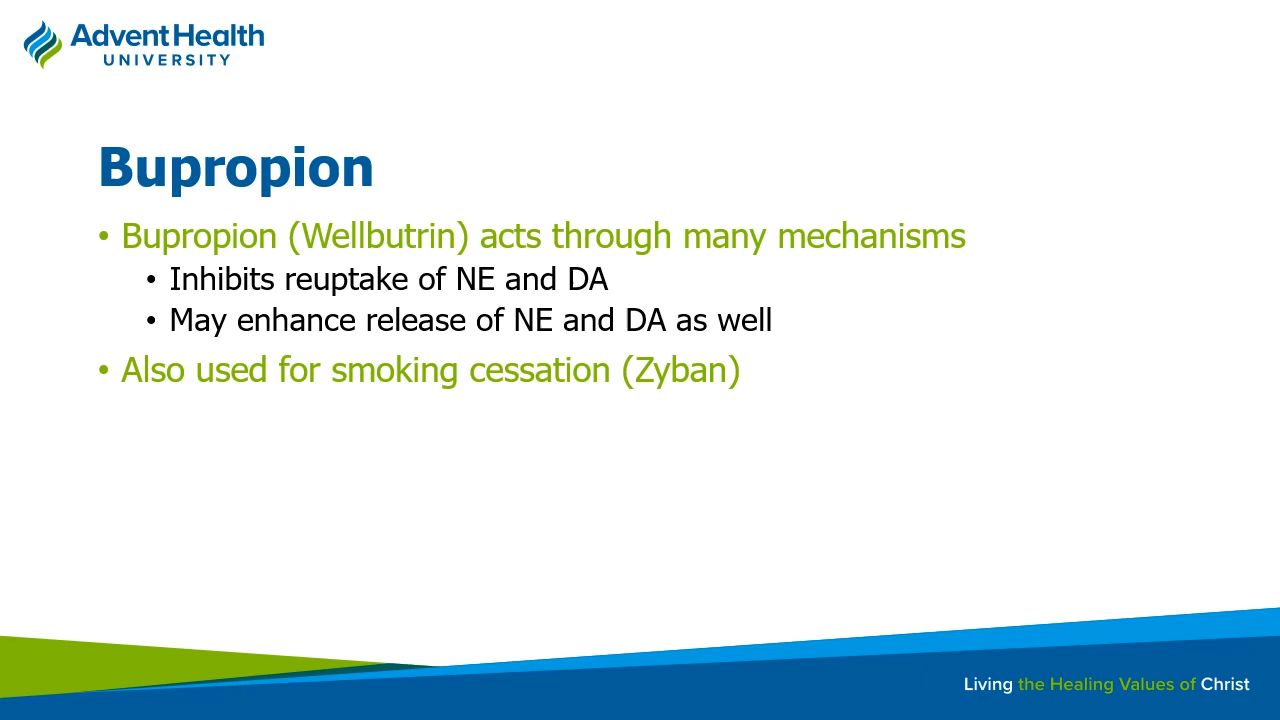 AdventHealth
UNIVERSITY
Bupropion
• Bupropion (Wellbutrin) acts through many mechanisms
• Inhibits reuptake of NE and DA
• May enhance release of NE and DA as well
• Also used for smoking cessation (Zyban)
Living the Healing Values of Christ